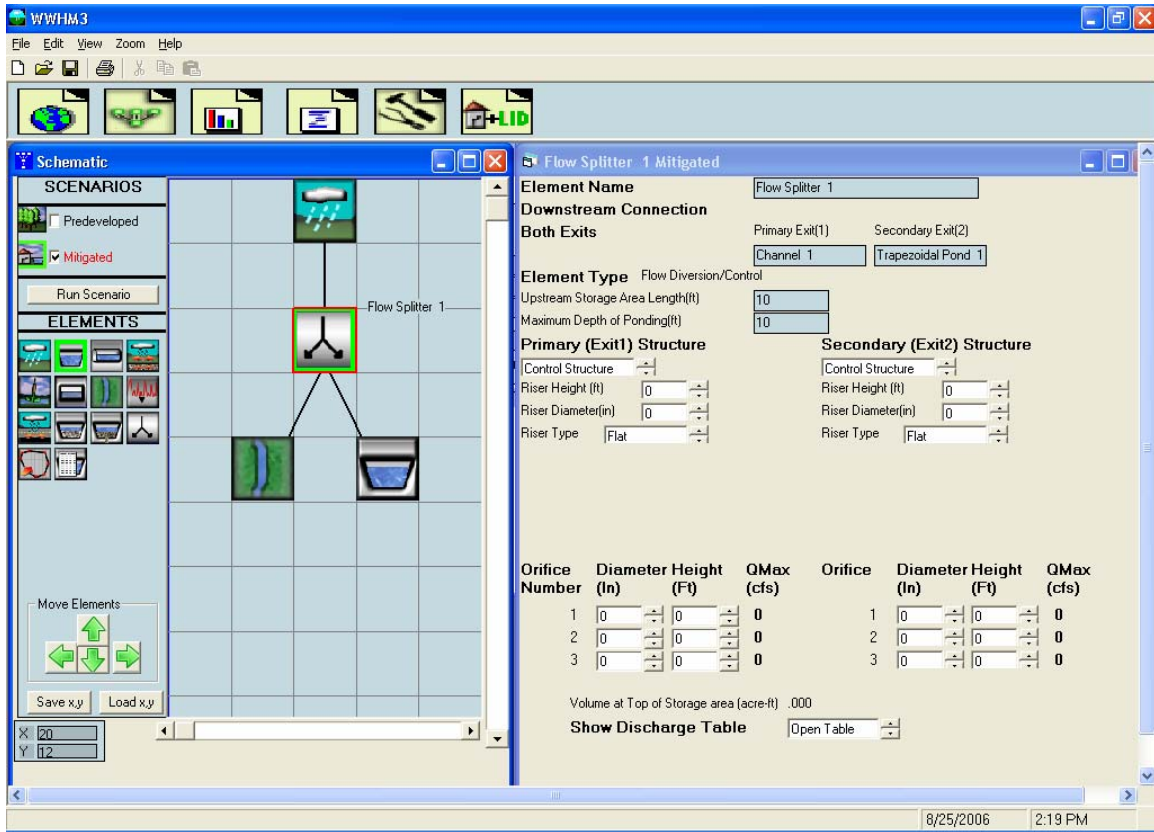 WWHM3
File Edit View Zoom Help
+LID
Schematic
SCENARIOS
Predeveloped
Mitigated
Run Scenario
ELEMENTS
Move Elements
Save x,y Load x,y
X 20
Y 12
Flow Splitter 1
Flow Splitter 1 Mitigated
Element Name Flow Splitter 1
Downstream Connection
Both Exits Primary Exit(1) Secondary Exit(2)
Channel 1 Trapezoidal Pond 1
Element Type Flow Diversion/Control
Upstream Storage Area Length(ft) 10
Maximum Depth of Ponding(ft) 10
Primary (Exit1) Structure Secondary (Exit2) Structure
Control Structure Control Structure
Riser Height (ft) 0 Riser Height (ft) 0
Riser Diameter(in) 0 Riser Diameter(in) 0
Riser Type Flat Riser Type Flat
Orifice Diameter Height QMax Orifice Diameter Height QMax
Number (In) (Ft) (cfs) (In) (Ft) (cfs)
1 0 0 0 1 0 0 0
2 0 0 0 2 0 0 0
3 0 0 0 3 0 0 0
Volume at Top of Storage area (acre-ft) .000
Show Discharge Table Open Table
8/25/2006 2:19 PM